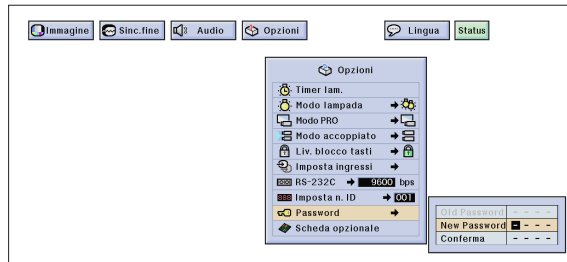 Immagine Sinc.fine Audio Opzioni Lingua Status
Opzioni
Timer lam.
Modo lampada
Modo PRO
Modo accoppiato
Liv. blocco tasti
Imposta ingressi
RS-232C 9600 bps
Imposta n. ID 001
Password
Scheda opzionale
Old Password - - - -
New Password - - - -
Conferma - - - -